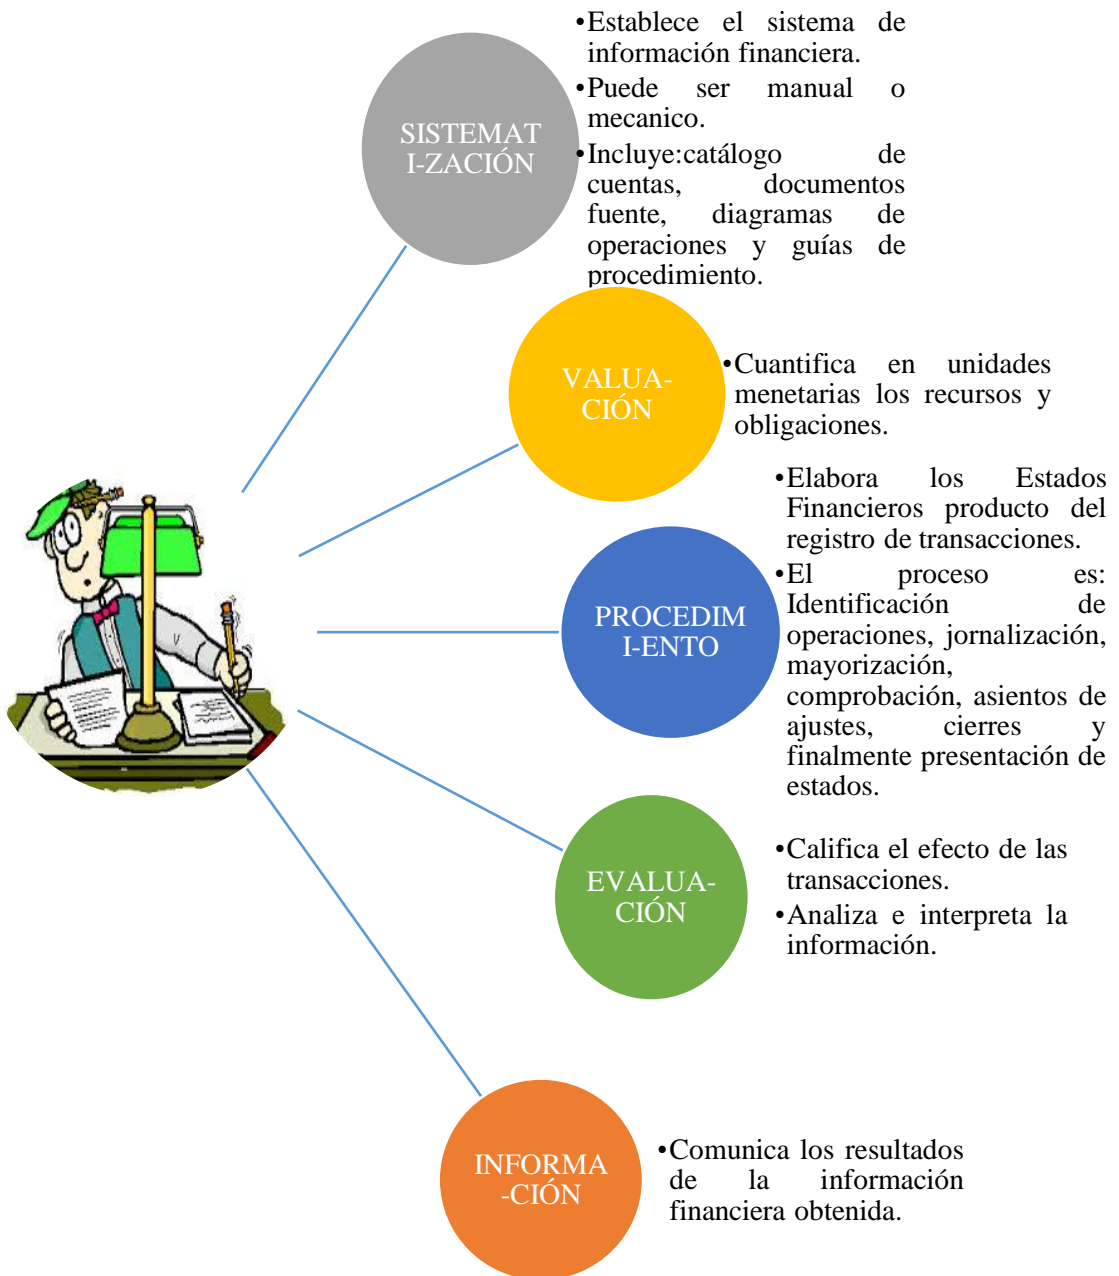 SISTEMAT
I-ZACIÓN
•Establece el sistema de
información financiera.
•Puede ser manual o
mecanico.
•Incluye:catálogo de
cuentas, documentos
fuente, diagramas de
operaciones y guías de
procedimiento.
VALUA-
CIÓN
•Cuantifica en unidades
menetarias los recursos y
obligaciones.
PROCEDIM
I-ENTO
•Elabora los Estados
Financieros producto del
registro de transacciones.
•El proceso es:
Identificación de
operaciones, jornalización,
mayorización,
comprobación, asientos de
ajustes, cierres y
finalmente presentación de
estados.
EVALUA-
CIÓN
•Califica el efecto de las
transacciones.
•Analiza e interpreta la
información.
INFORMA
-CIÓN
•Comunica los resultados
de la información
financiera obtenida.